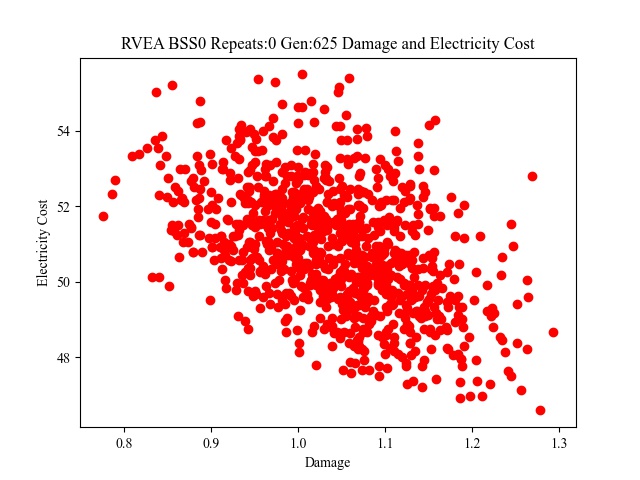 RVEA BSS0 Repeats:0 Gen:625 Damage and Electricity Cost
54
52
50
48
Electricity Cost
0.8 0.9 1.0 1.1 1.2 1.3
Damage